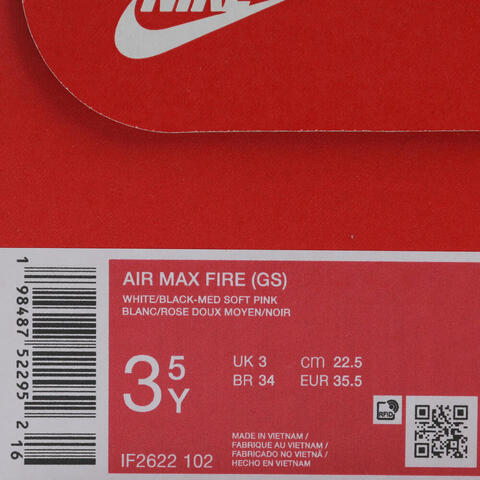 NIKE
AIR MAX FIRE (GS)
WHITE/BLACK-MED SOFT PINK
BLANC/ROSE DOUX MOYEN/NOIR
3 5 Y
UK 3 cm 22.5
BR 34 EUR 35.5
RFID
MADE IN VIETNAM /
FABRIQUE AU VIETNAM /
FABRICADO NO VIETNÃ /
HECHO EN VIETNAM
IF2622 102
1 98487 52295 2 16